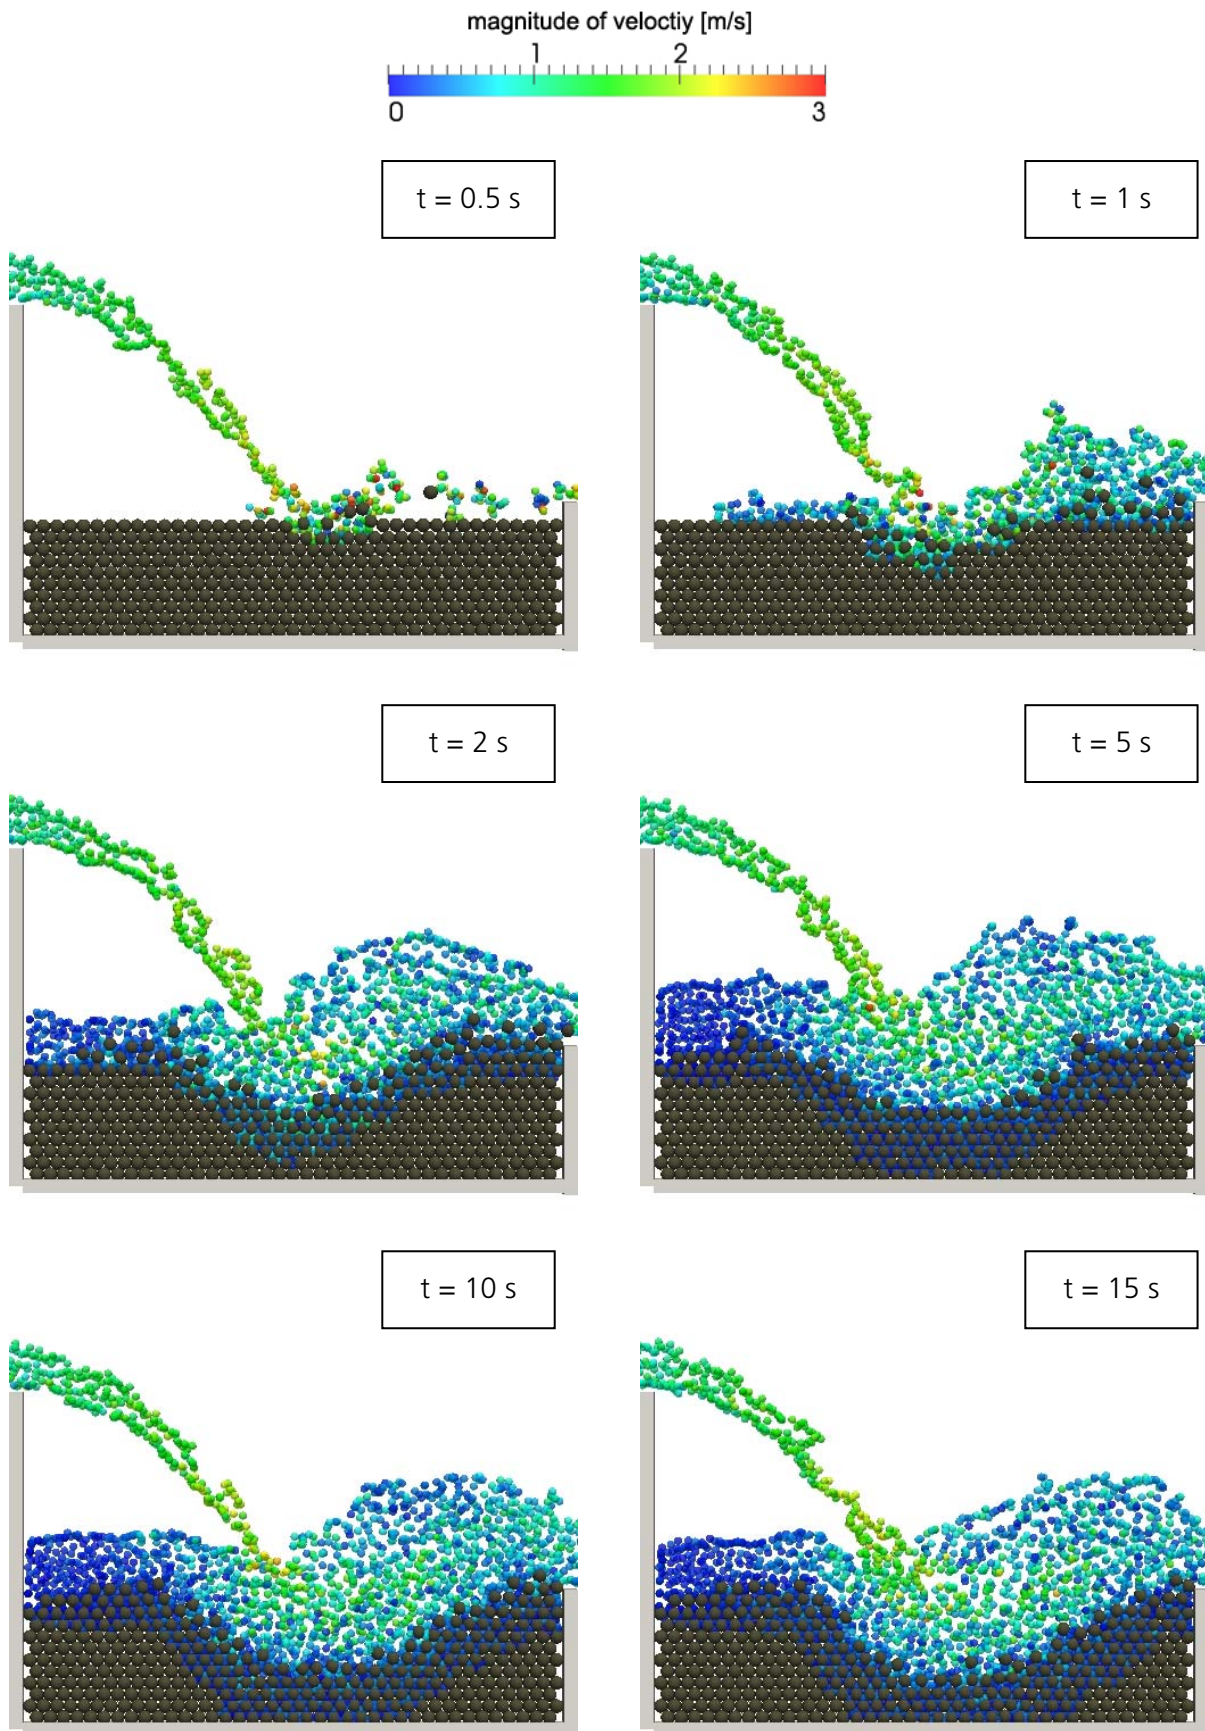 magnitude of veloctiy [m/s]
1 2
0 3
t = 0.5 s
t = 1 s
t = 2 s
t = 5 s
t = 10 s
t = 15 s